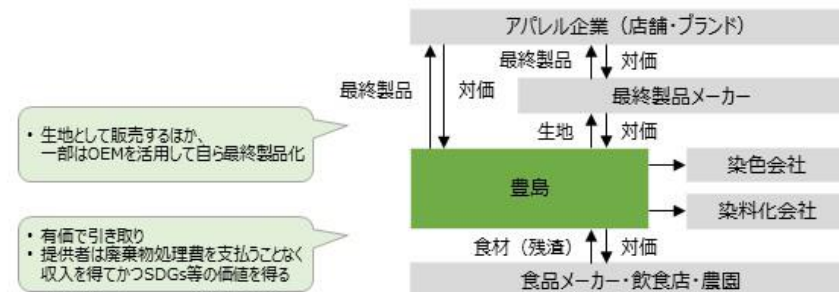 アパレル企業（店舗・ブランド）
最終製品
対価
最終製品
対価
最終製品メーカー
・ 生地として販売するほか、
一部はOEMを活用して自ら最終製品化
生地
対価
豊島
染色会社
染料化会社
・ 有価で引き取り
・ 提供者は廃棄物処理費を支払うことなく
収入を得てかつSDGs等の価値を得る
食材（残渣）
対価
食品メーカー・飲食店・農園